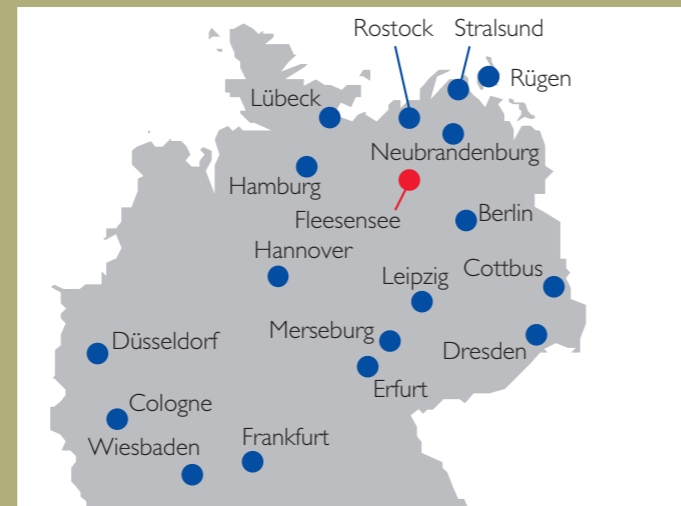 Rostock Stralsund
Rügen
Lübeck
Neubrandenburg
Hamburg
Fleesensee
Berlin
Hannover
Leipzig
Cottbus
Merseburg
Düsseldorf
Dresden
Erfurt
Cologne
Wiesbaden
Frankfurt